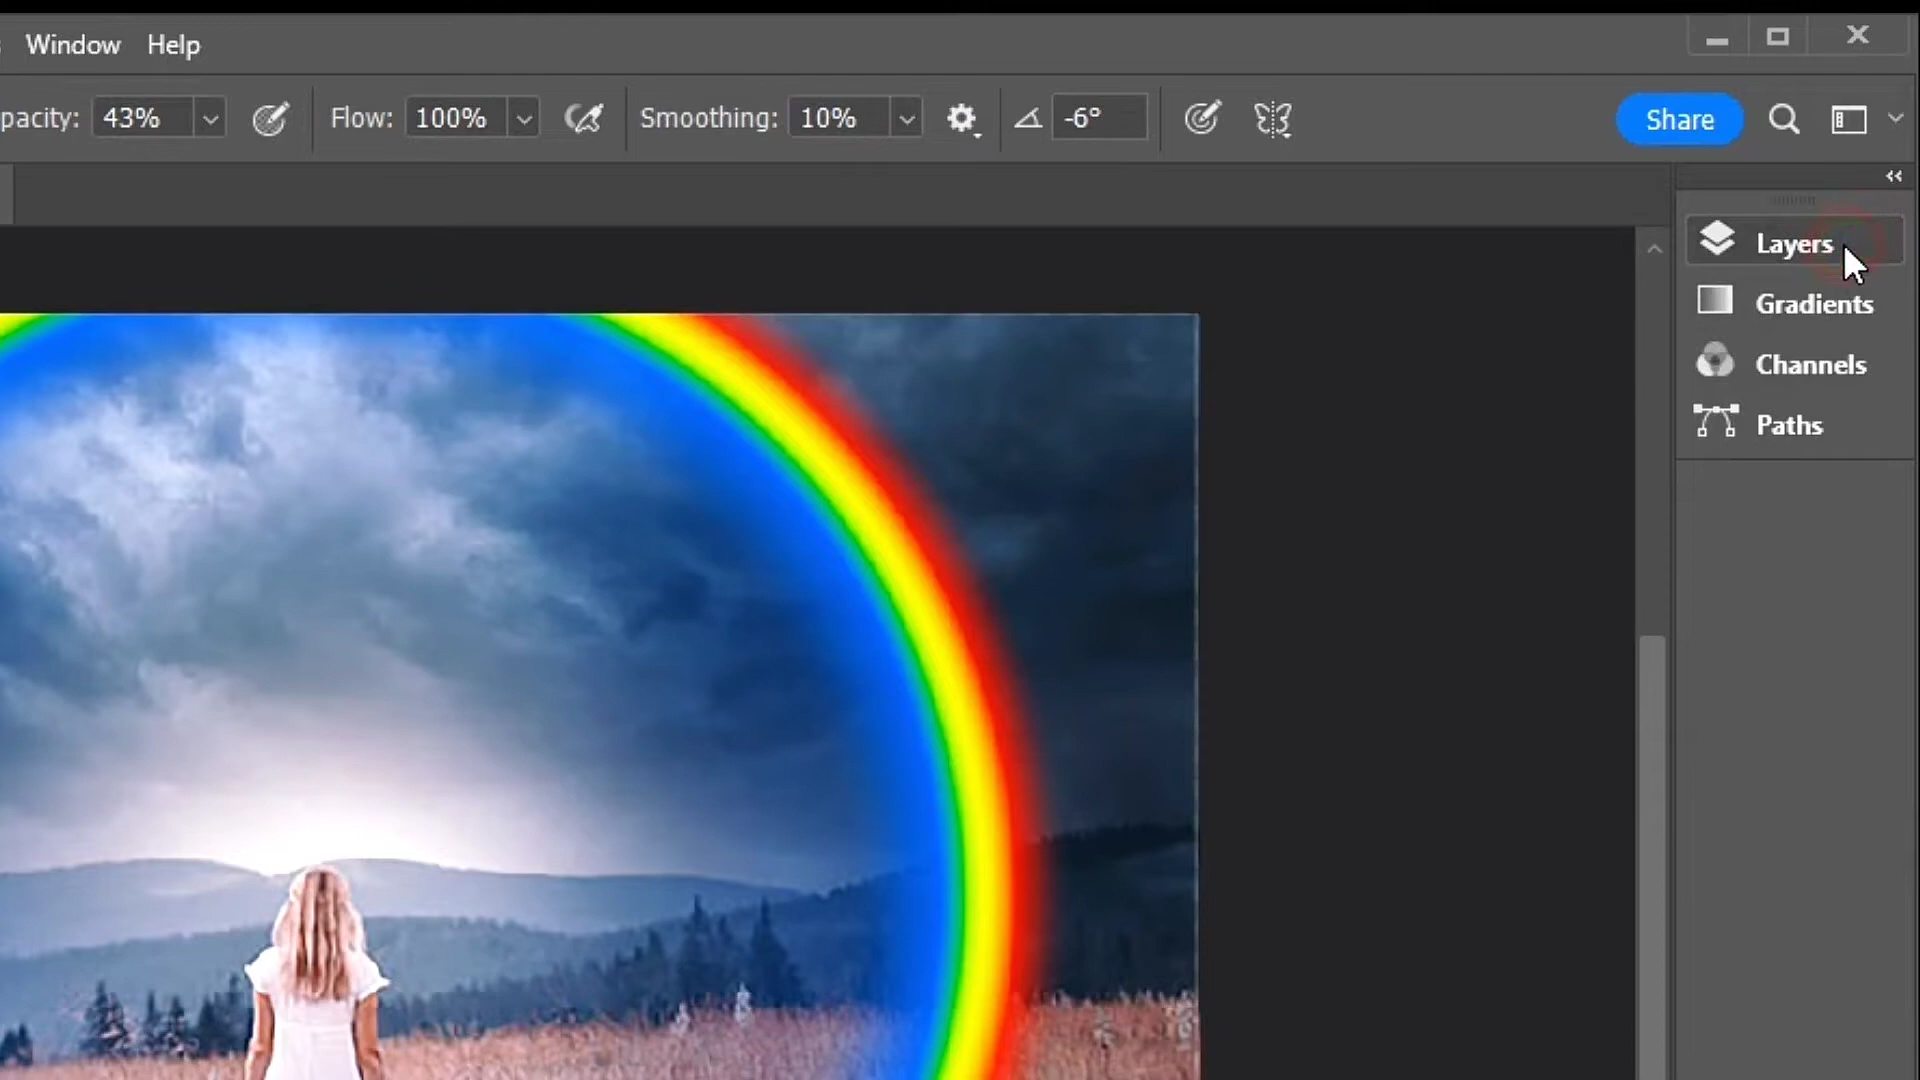 Window Help
pacity: 43% Flow: 100% Smoothing: 10% -6° Share
Layers
Gradients
Channels
Paths